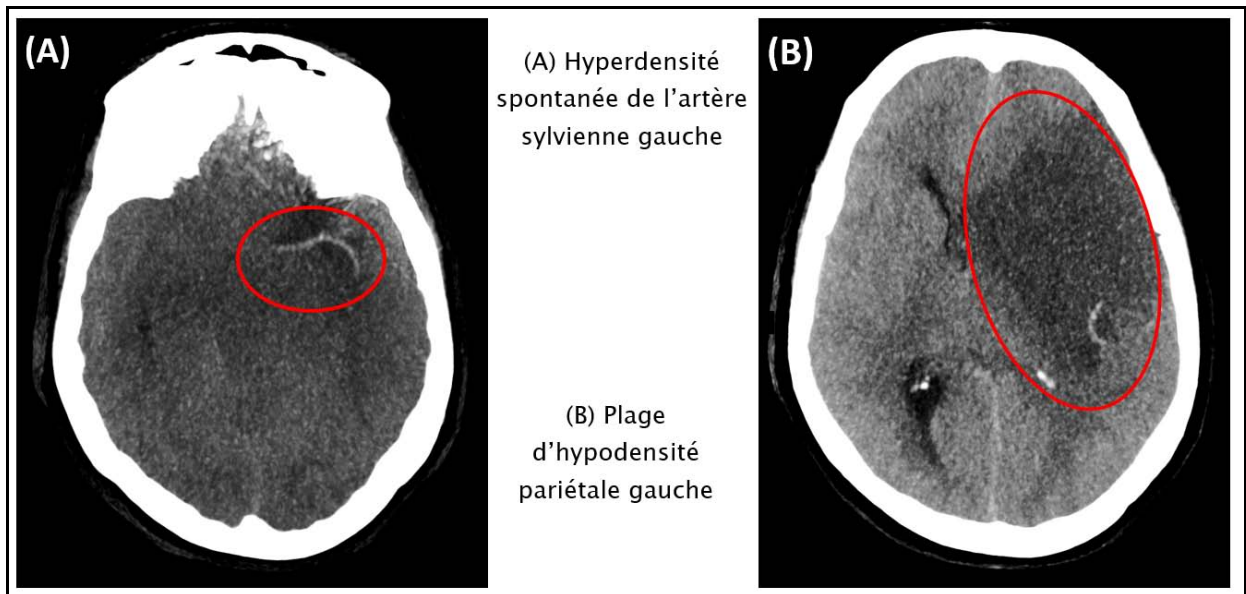 (A)
(A) Hyperdensité
spontanée de l'artère
sylvienne gauche
(B) Plage
d'hypodensité
pariétale gauche
(B)